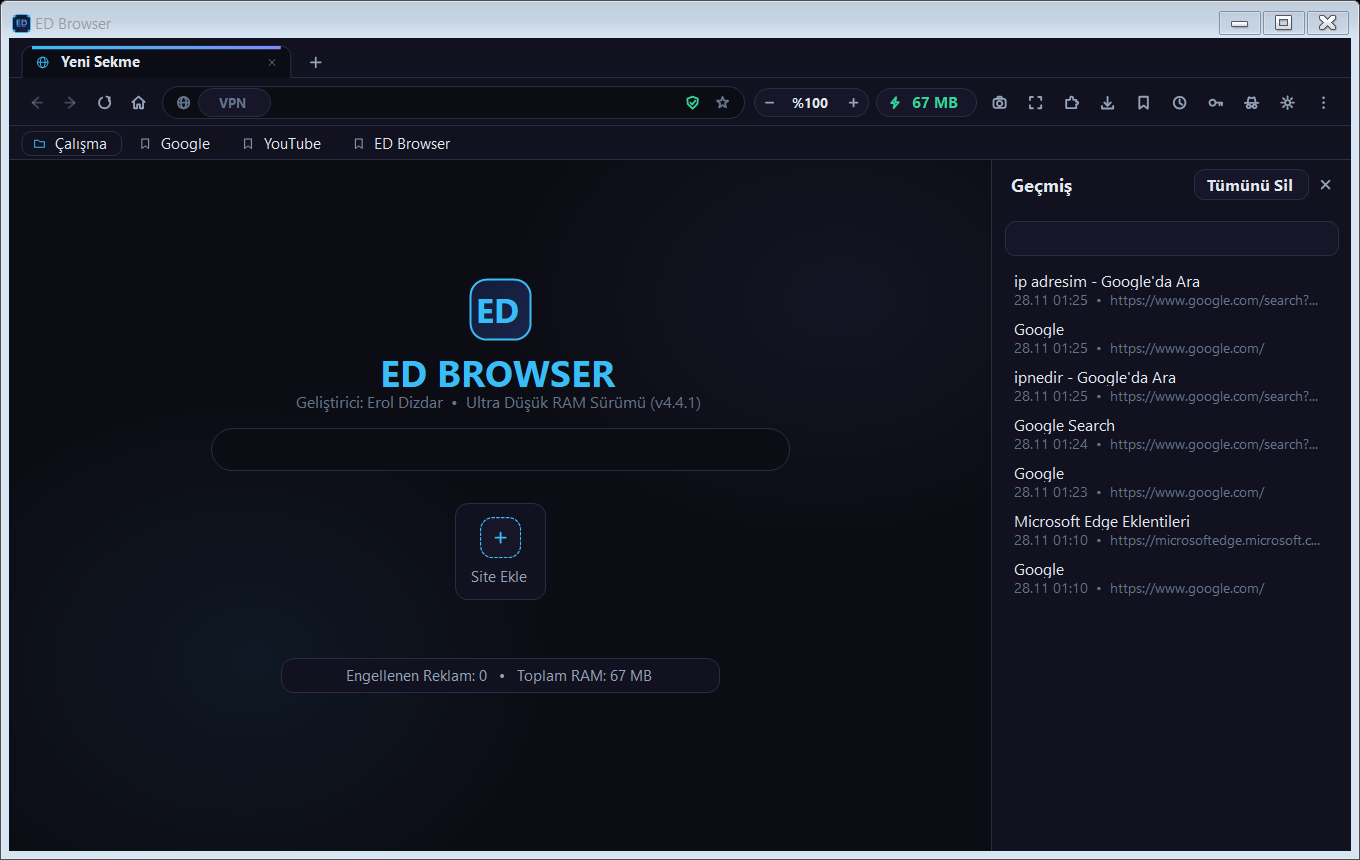 ED ED Browser
Yeni Sekme
VPN
%100
67 MB
Çalışma
Google
YouTube
ED Browser
ED
ED BROWSER
Geliştirici: Erol Dizdar • Ultra Düşük RAM Sürümü (v4.4.1)
Site Ekle
Engellenen Reklam: 0 • Toplam RAM: 67 MB
Geçmiş
Tümünü Sil
ip adresim - Google'da Ara
28.11 01:25 • https://www.google.com/search?...
Google
28.11 01:25 • https://www.google.com/
ipnedir - Google'da Ara
28.11 01:25 • https://www.google.com/search?...
Google Search
28.11 01:24 • https://www.google.com/search?...
Google
28.11 01:23 • https://www.google.com/
Microsoft Edge Eklentileri
28.11 01:10 • https://microsoftedge.microsoft.c...
Google
28.11 01:10 • https://www.google.com/